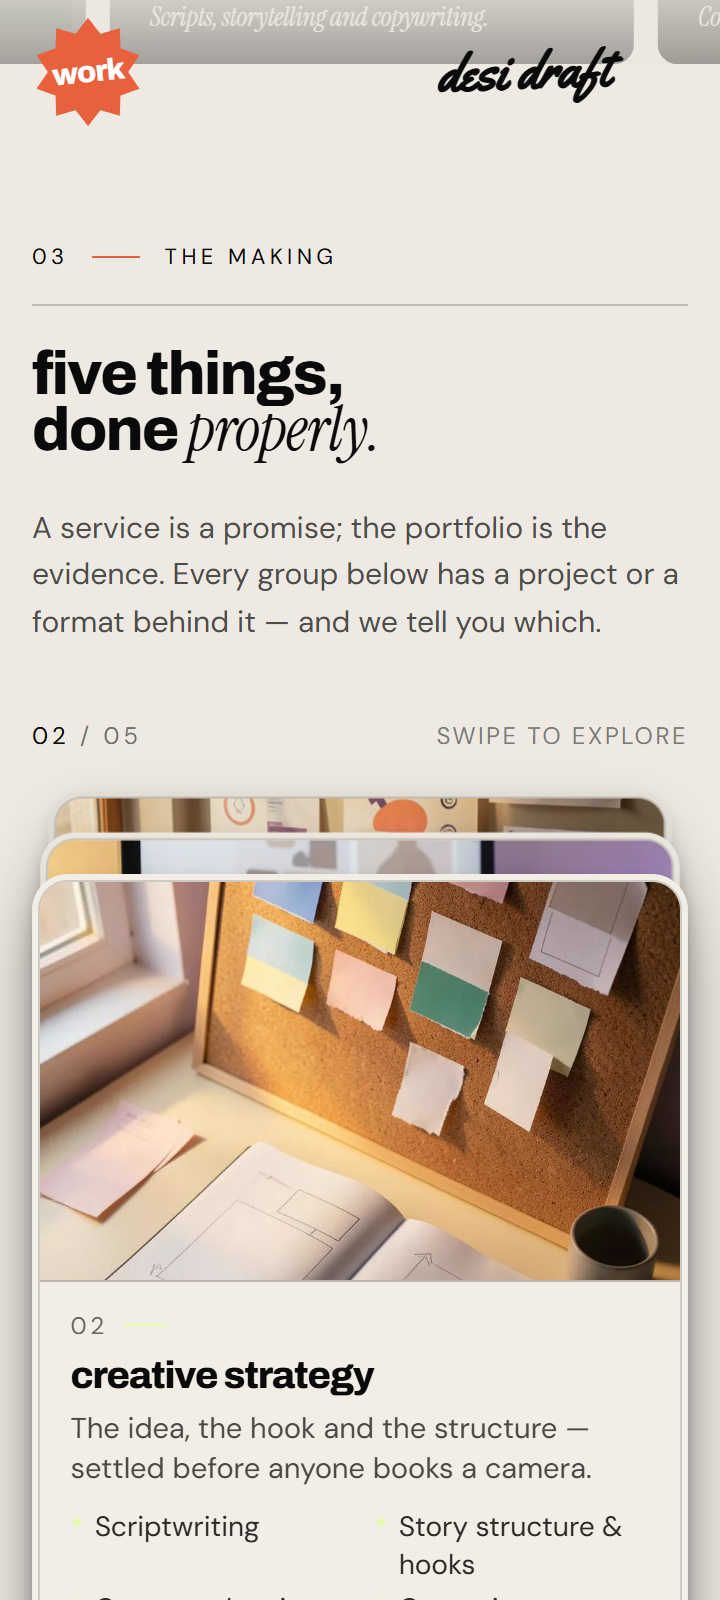 Scripts, storytelling and copywriting.
Co
work
desi draft
03 — THE MAKING
five things,
done properly.
A service is a promise; the portfolio is the
evidence. Every group below has a project or a
format behind it — and we tell you which.
02 / 05
SWIPE TO EXPLORE
02
creative strategy
The idea, the hook and the structure —
settled before anyone books a camera.
Scriptwriting
Story structure &
hooks